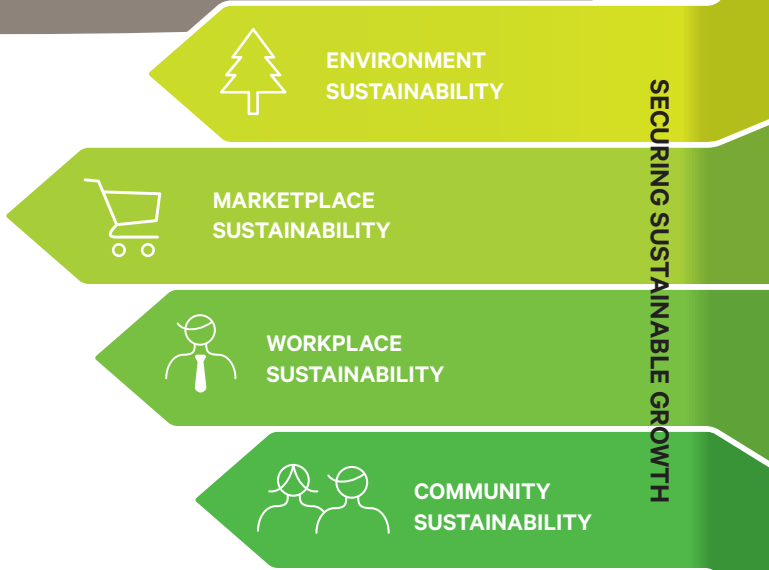 ENVIRONMENT
SUSTAINABILITY
MARKETPLACE
SUSTAINABILITY
WORKPLACE
SUSTAINABILITY
COMMUNITY
SUSTAINABILITY
SECURING SUSTAINABLE GROWTH